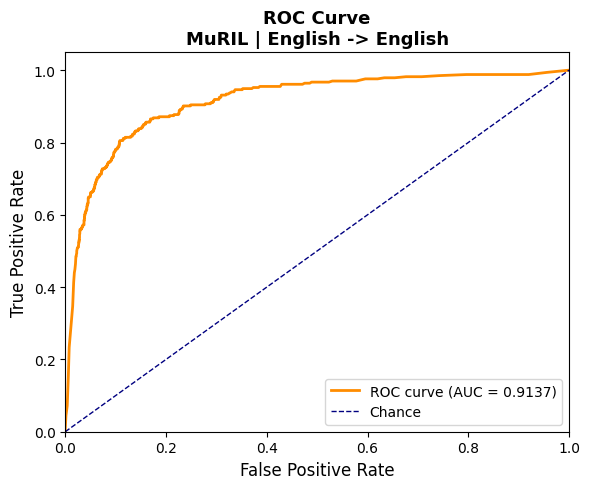 ROC Curve
MuRIL | English -> English
True Positive Rate
1.0
0.8
0.6
0.4
0.2
0.0
0.0 0.2 0.4 0.6 0.8 1.0
False Positive Rate
ROC curve (AUC = 0.9137)
Chance